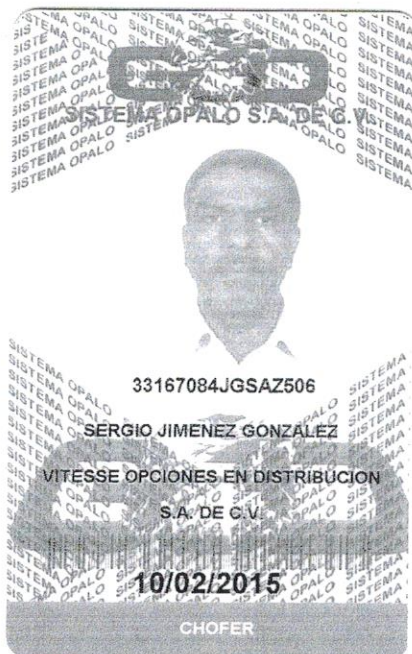 SISTEMA OPALO S.A. DE C.V.
33167084JGSAZ506
SERGIO JIMENEZ GONZALEZ
VITESSE OPCIONES EN DISTRIBUCION
S.A. DE C.V.
10/02/2015
CHOFER